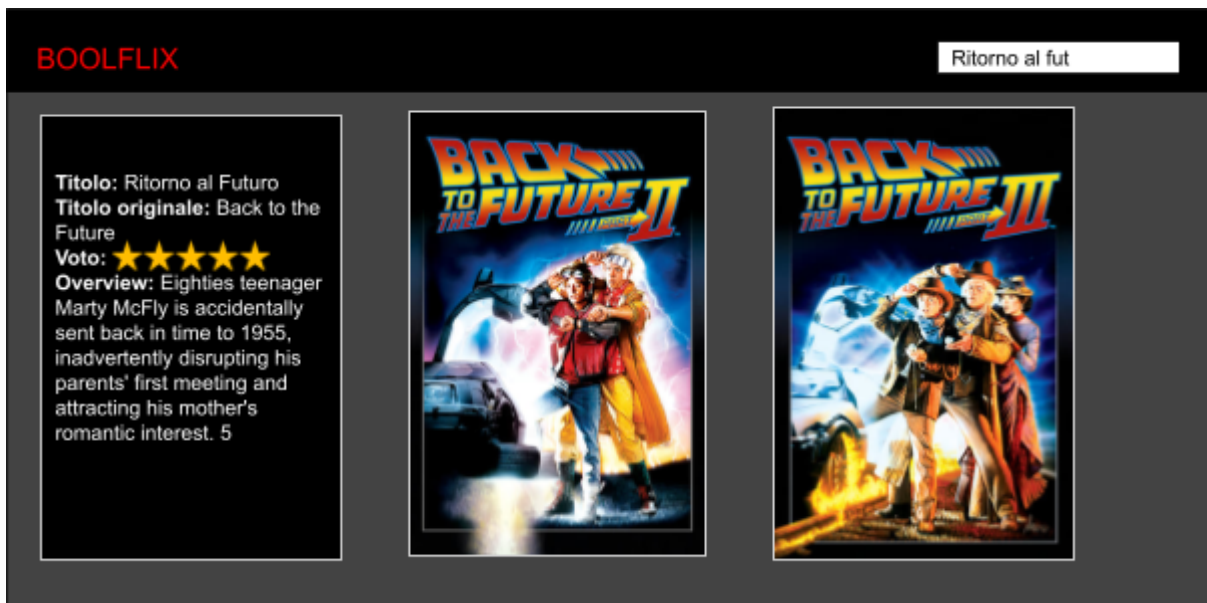 BOOLFLIX
Ritorno al fut
Titolo: Ritorno al Futuro
Titolo originale: Back to the
Future
Voto:
Overview: Eighties teenager
Marty McFly is accidentally
sent back in time to 1955,
inadvertently disrupting his
parents' first meeting and
attracting his mother's
romantic interest. 5
BACK
TO
THE FUTURE
PART II
BACK
TO
THE FUTURE
PART III